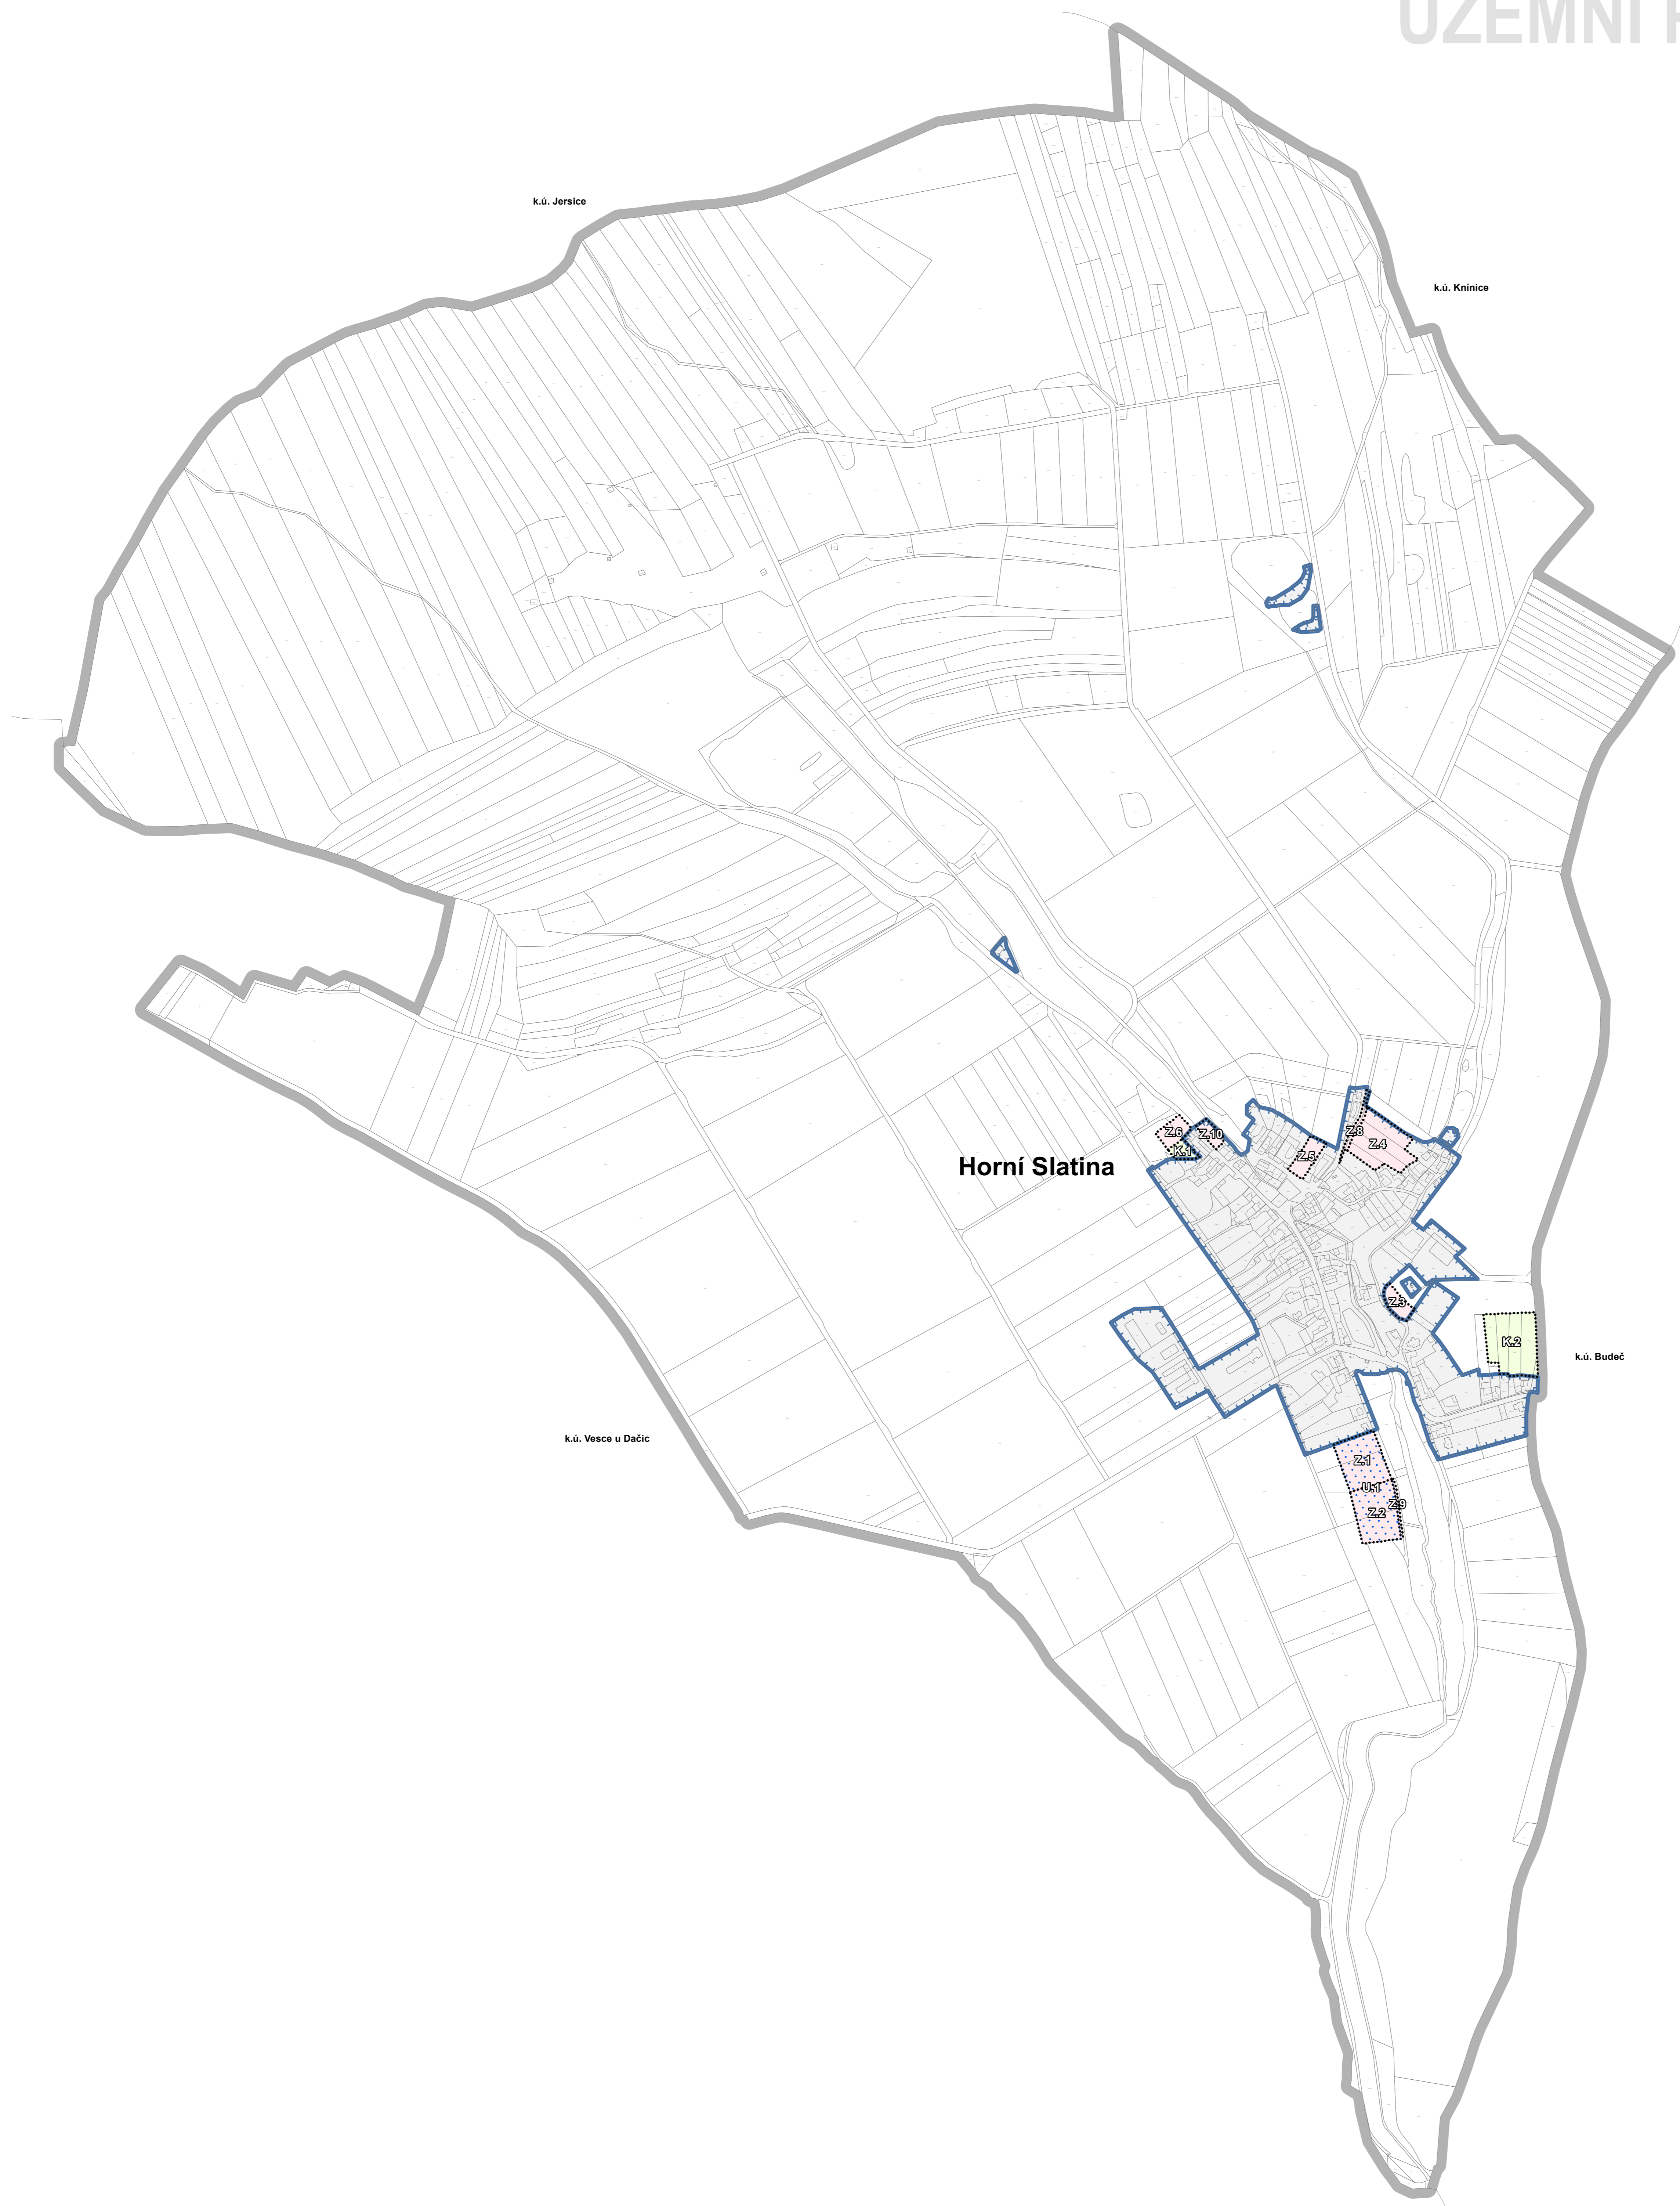 ÚZEMNÍ
k.ú. Jersice
k.ú. Knínice
Z.6
Z.10
K.1
Z.8
Z.4
Z.5
Horní Slatina
Z.3
K.2
k.ú. Budeč
k.ú. Vesce u Dačic
Z.1
U.1
Z.9
Z.2